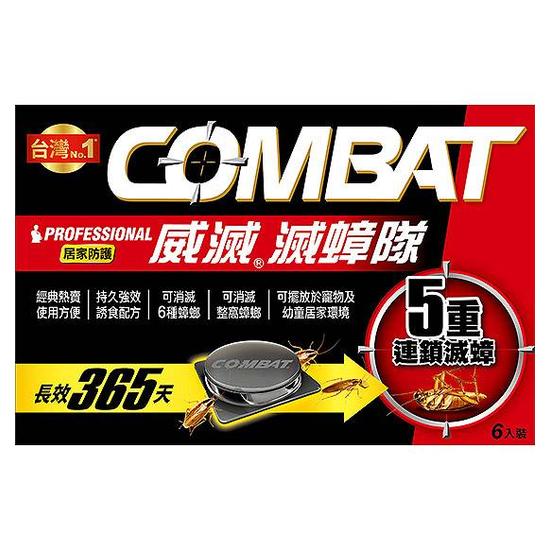 台灣No.1
COMBAT
PROFESSIONAL
居家防護
威滅® 滅蟑隊
經典熱賣
使用方便
持久強效
誘食配方
可消滅
6種蟑螂
可消滅
整窩蟑螂
可擺放於寵物及
幼童居家環境
5重
連鎖滅蟑
長效365天
COMBAT
6入裝